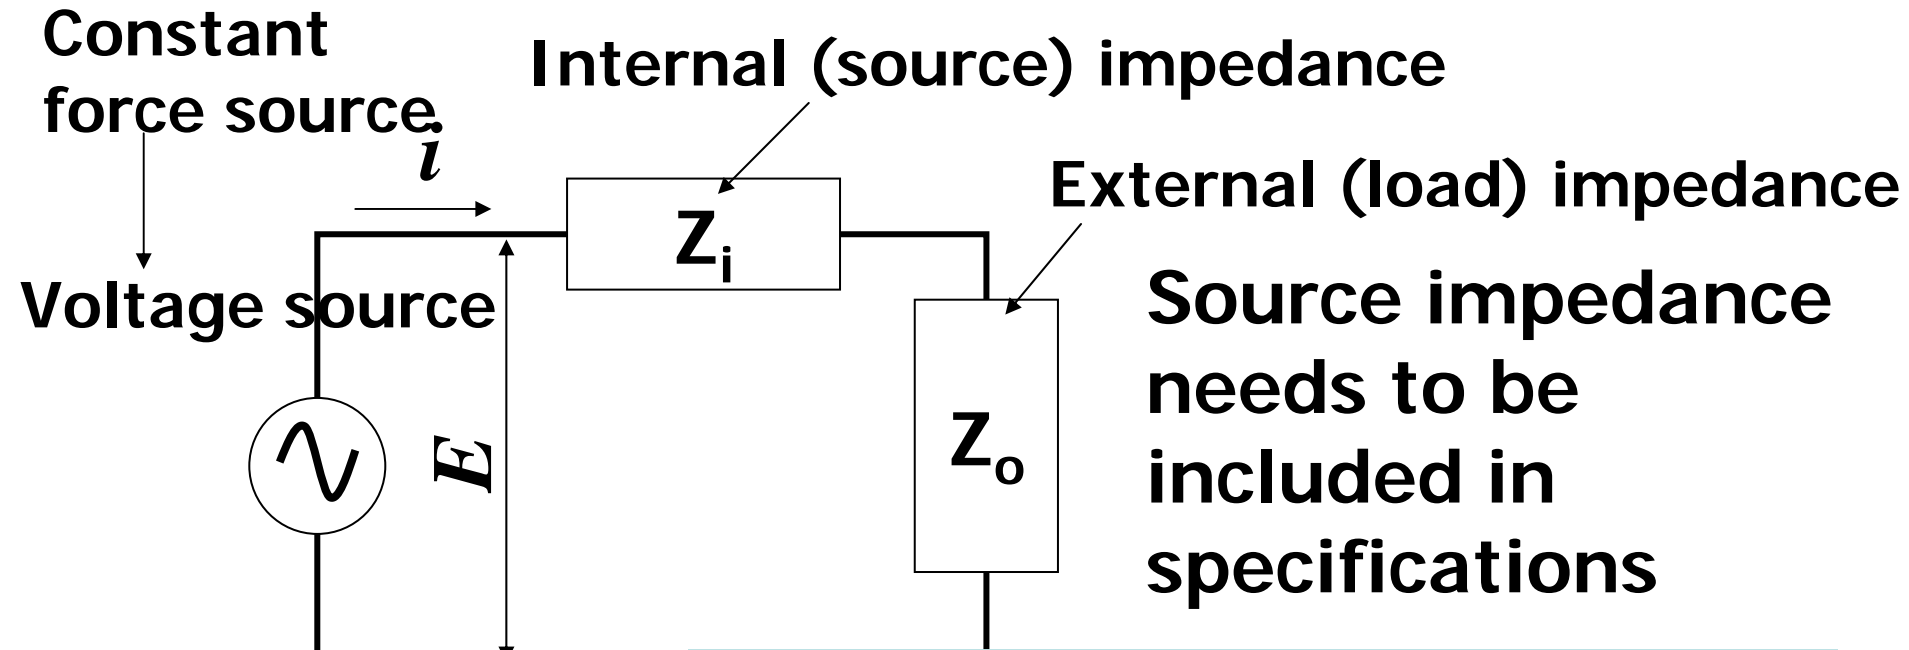 Constant
force source
Internal (source) impedance
i
External (load) impedance
Zi
Voltage source
E
Zo
Source impedance
needs to be
included in
specifications